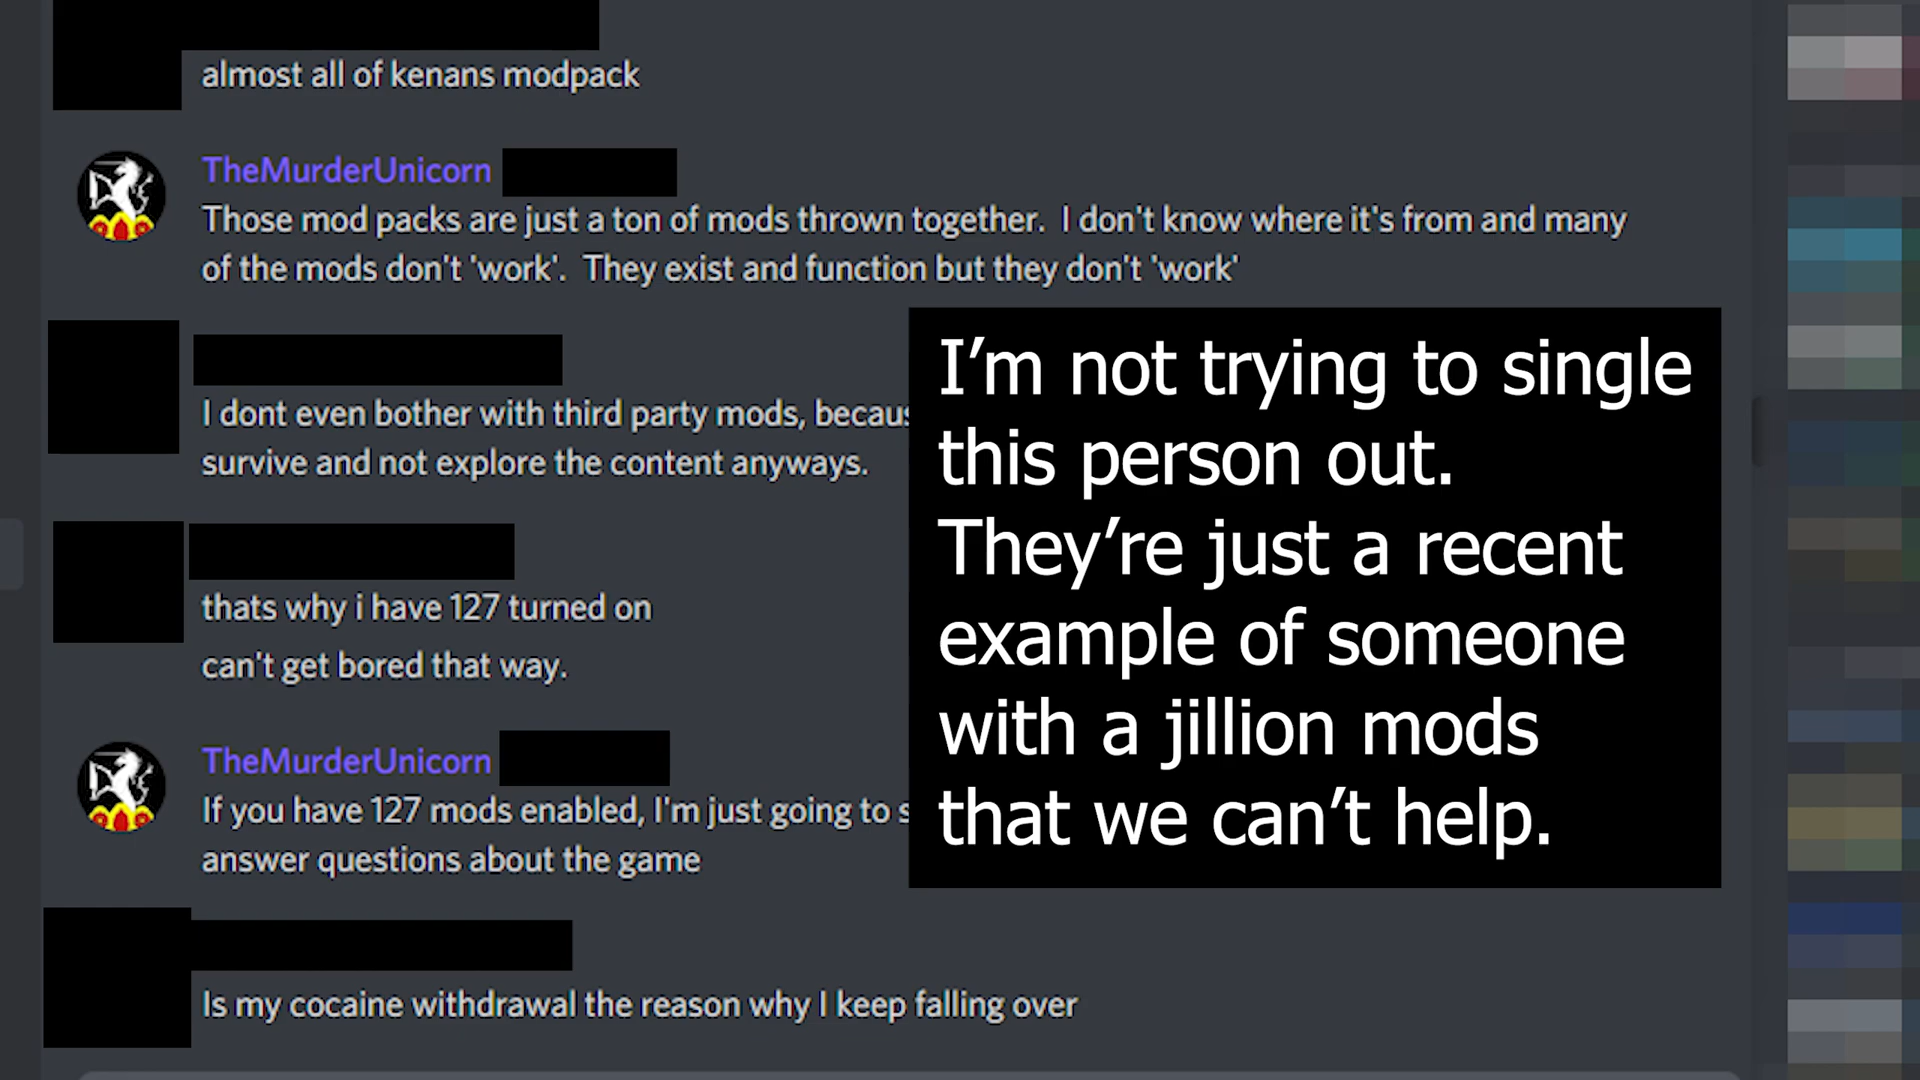 almost all of kenans modpack
TheMurderUnicorn
Those mod packs are just a ton of mods thrown together.  I don't know where it's from and many
of the mods don't 'work'.  They exist and function but they don't 'work'
I dont even bother with third party mods,
survive and not explore the content anyways.
thats why i have 127 turned on
can't get bored that way.
TheMurderUnicorn
If you have 127 mods enabled, I'm just going to
answer questions about the game
Is my cocaine withdrawal the reason why I keep falling over
I’m not trying to single
this person out.
They’re just a recent
example of someone
with a jillion mods
that we can’t help.